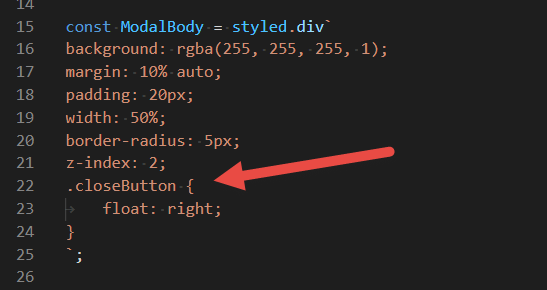 14
15 const ModalBody = styled.div`
16 background: rgba(255, 255, 255, 1);
17 margin: 10% auto;
18 padding: 20px;
19 width: 50%;
20 border-radius: 5px;
21 z-index: 2;
22 .closeButton {
23 float: right;
24 }
25 `;
26